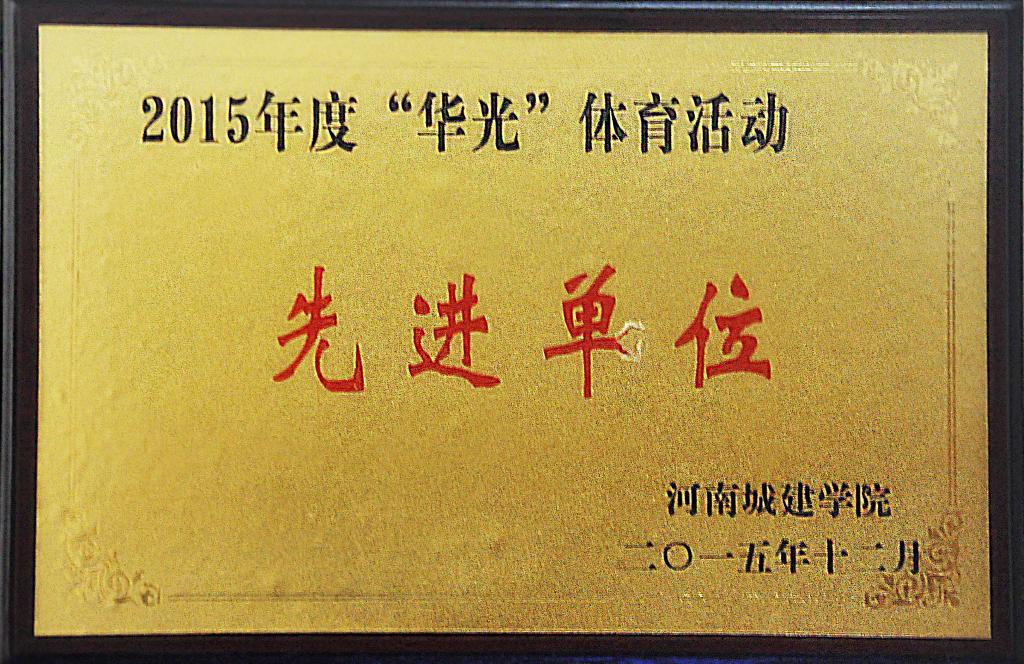 2015年度“华光”体育活动
先进单位
河南城建学院
二〇一五年十二月